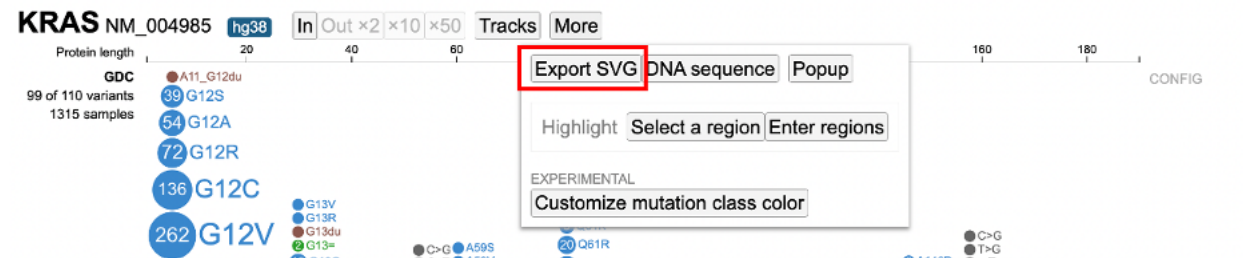 KRAS NM_004985 hg38 In Out ×2 ×10 ×50 Tracks More
Protein length 20 40 60 160 180
Export SVG DNA sequence Popup
CONFIG
GDC
99 of 110 variants
1315 samples
A11_G12du
39 G12S
54 G12A
72 G12R
136 G12C
262 G12V
Highlight Select a region Enter regions
EXPERIMENTAL
Customize mutation class color
G13V
G13R
G13du
2 G13=
C>G A59S
20 Q61R
C>G
T>G